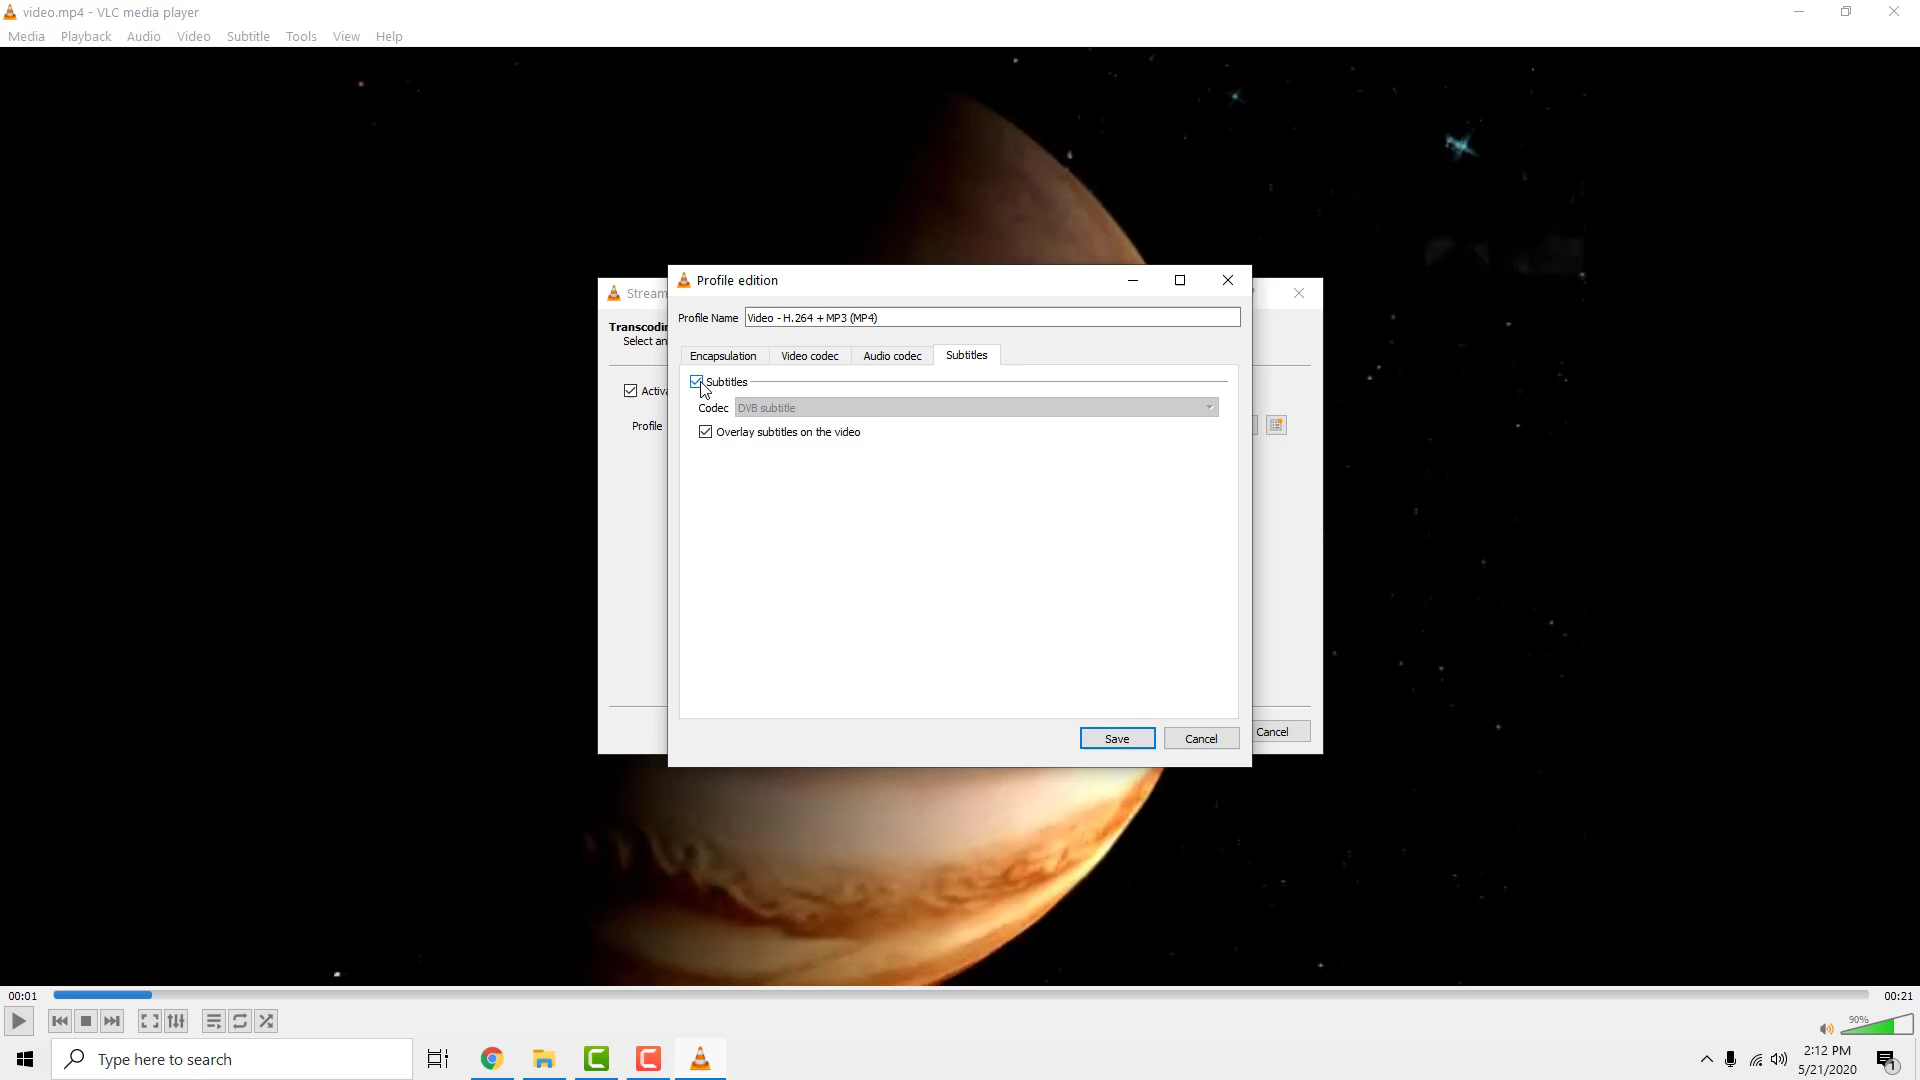 video.mp4 - VLC media player
Media Playback Audio Video Subtitle Tools View Help
Profile edition
Stream
Profile Name Video - H.264 + MP3 (MP4)
Transcodin
Select an
Encapsulation Video codec Audio codec Subtitles
Subtitles
Activa
Codec DVB subtitle
Profile
Overlay subtitles on the video
Save Cancel
Cancel
00:01 00:21
90%
Type here to search
2:12 PM
5/21/2020
1